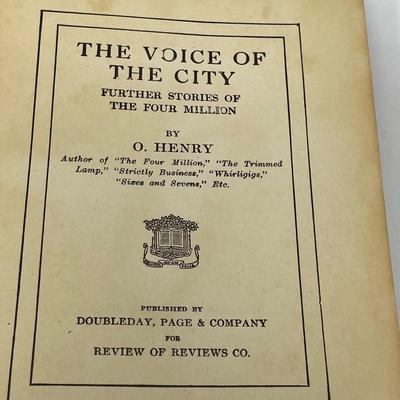 THE VOICE OF
THE CITY
FURTHER STORIES OF
THE FOUR MILLION
BY
O. HENRY
Author of "The Four Million," "The Trimmed
Lamp," "Strictly Business," "Whirligigs,"
"Sixes and Sevens," Etc.
PUBLISHED BY
DOUBLEDAY, PAGE & COMPANY
FOR
REVIEW OF REVIEWS CO.